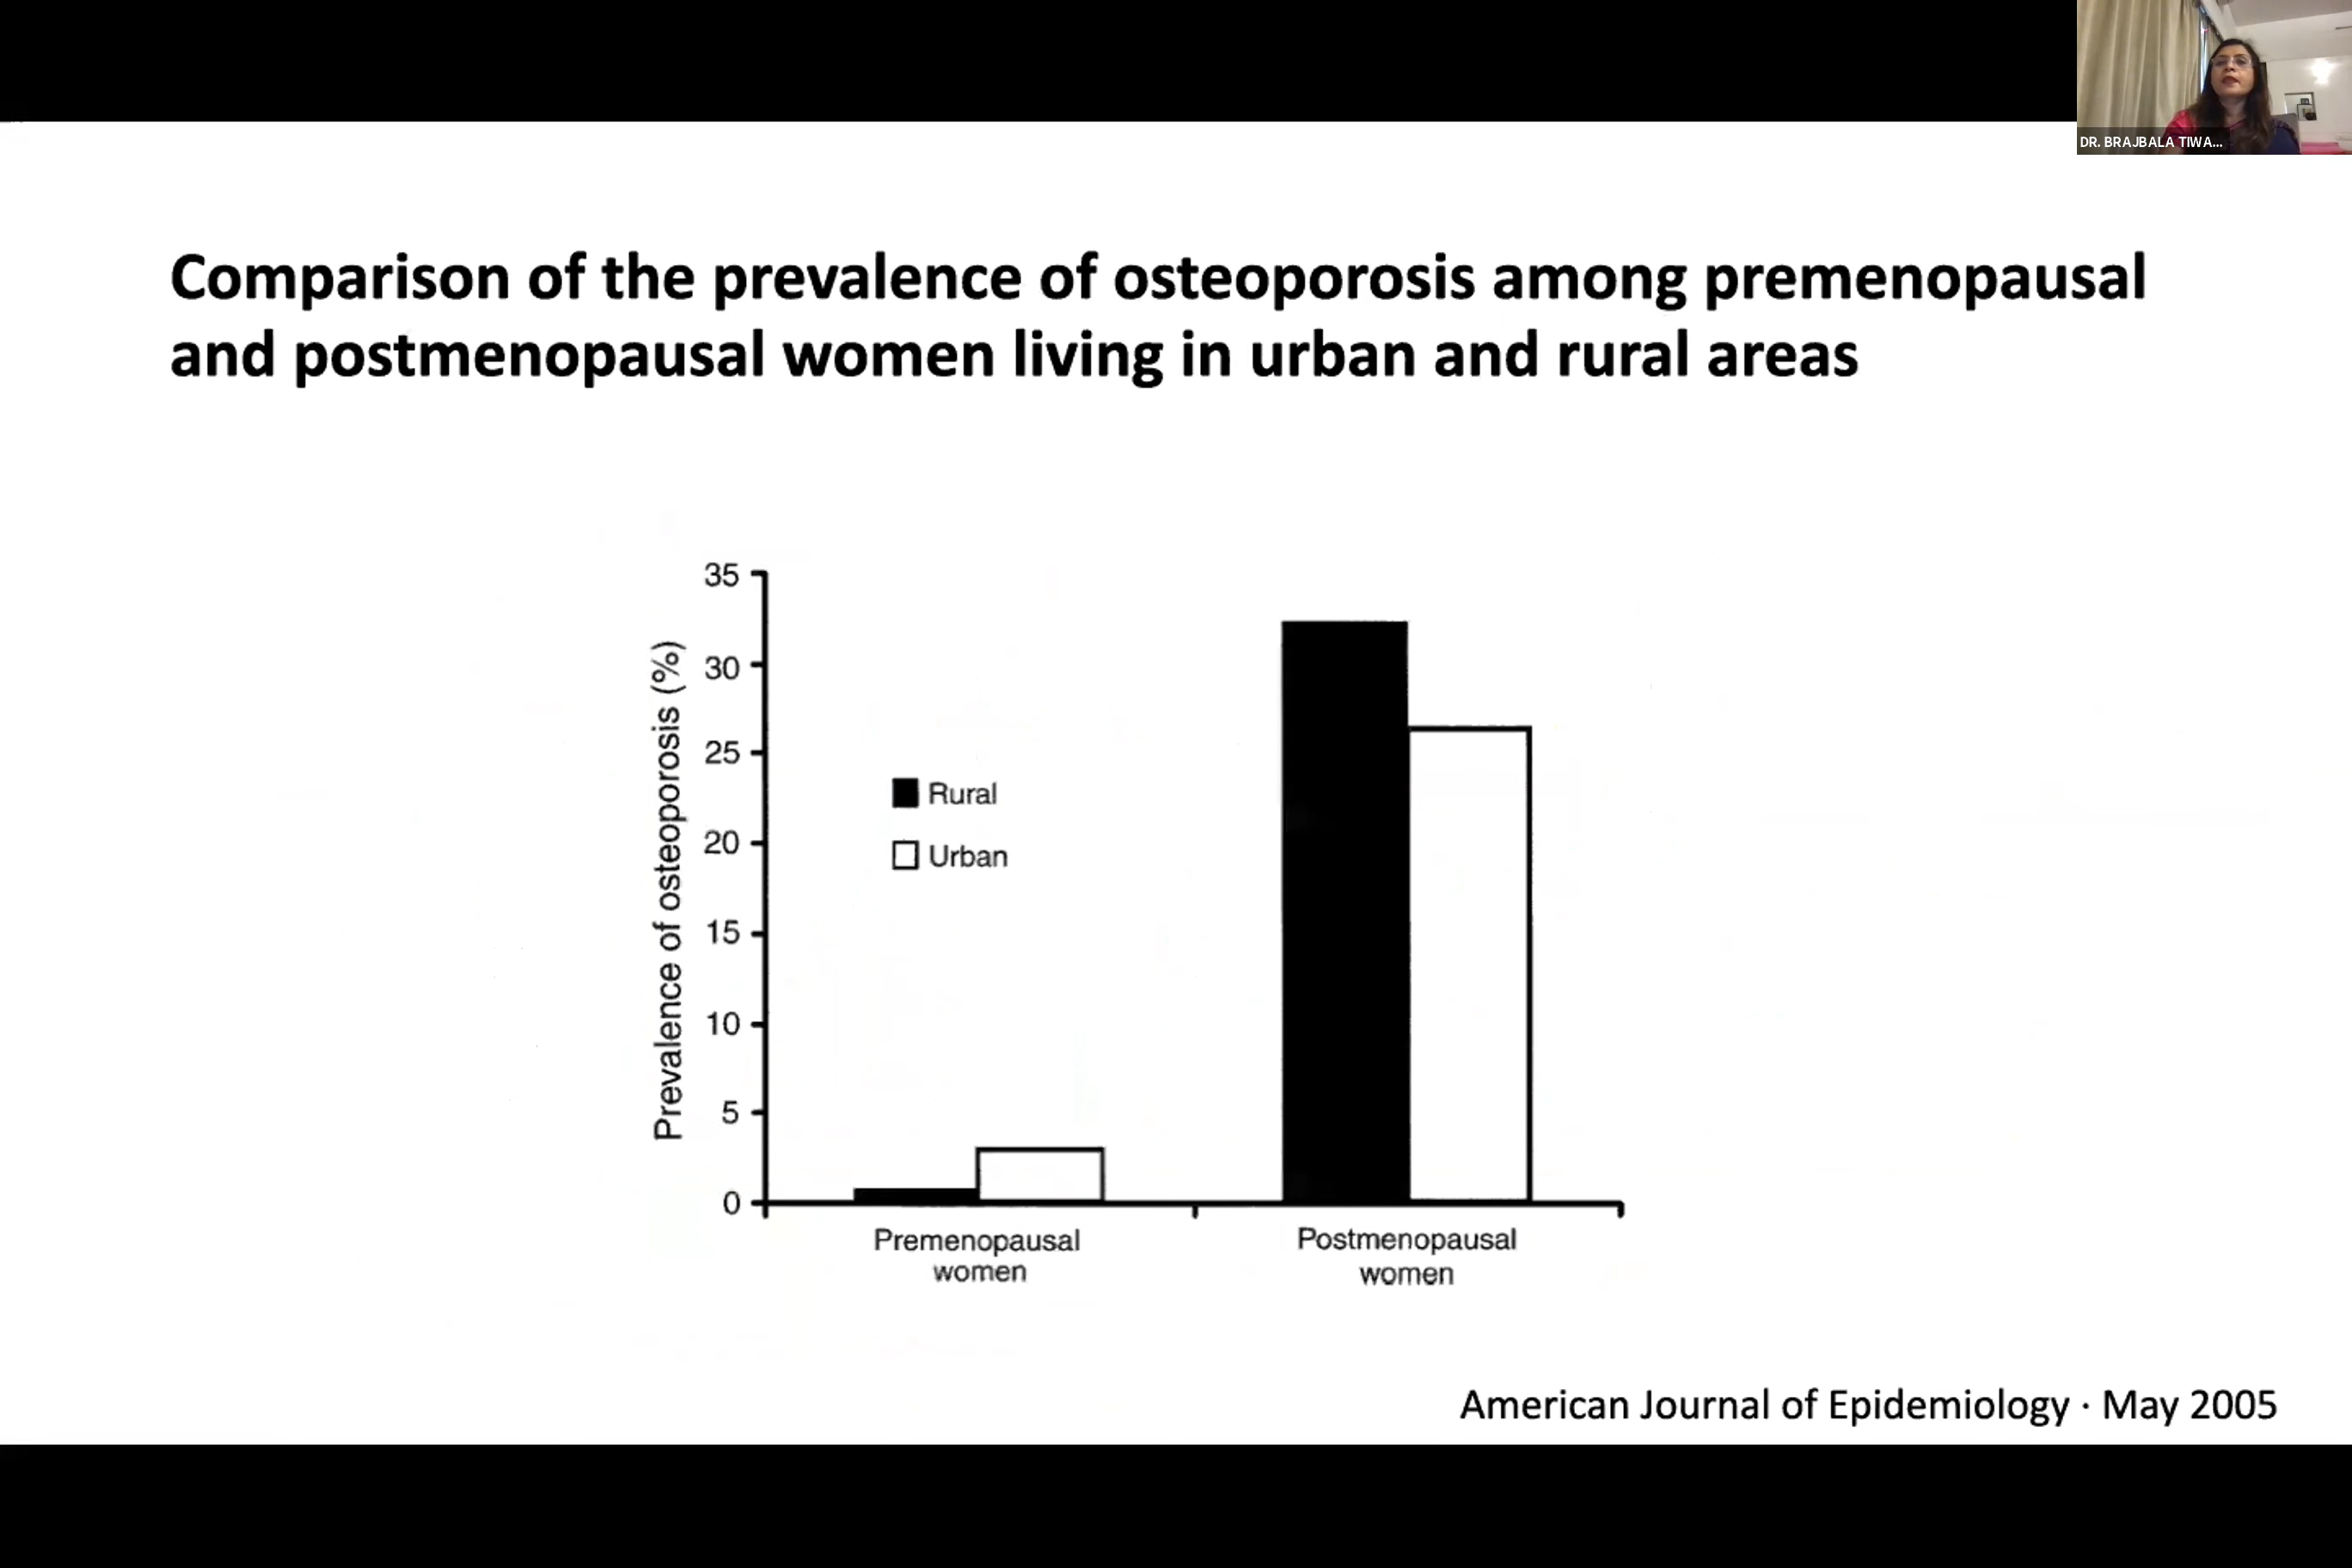 DR. BRAJBALA TIWA...
Comparison of the prevalence of osteoporosis among premenopausal
and postmenopausal women living in urban and rural areas
Prevalence of osteoporosis (%)
35
30
25
20
15
10
5
0
Rural
Urban
Premenopausal
women
Postmenopausal
women
American Journal of Epidemiology · May 2005